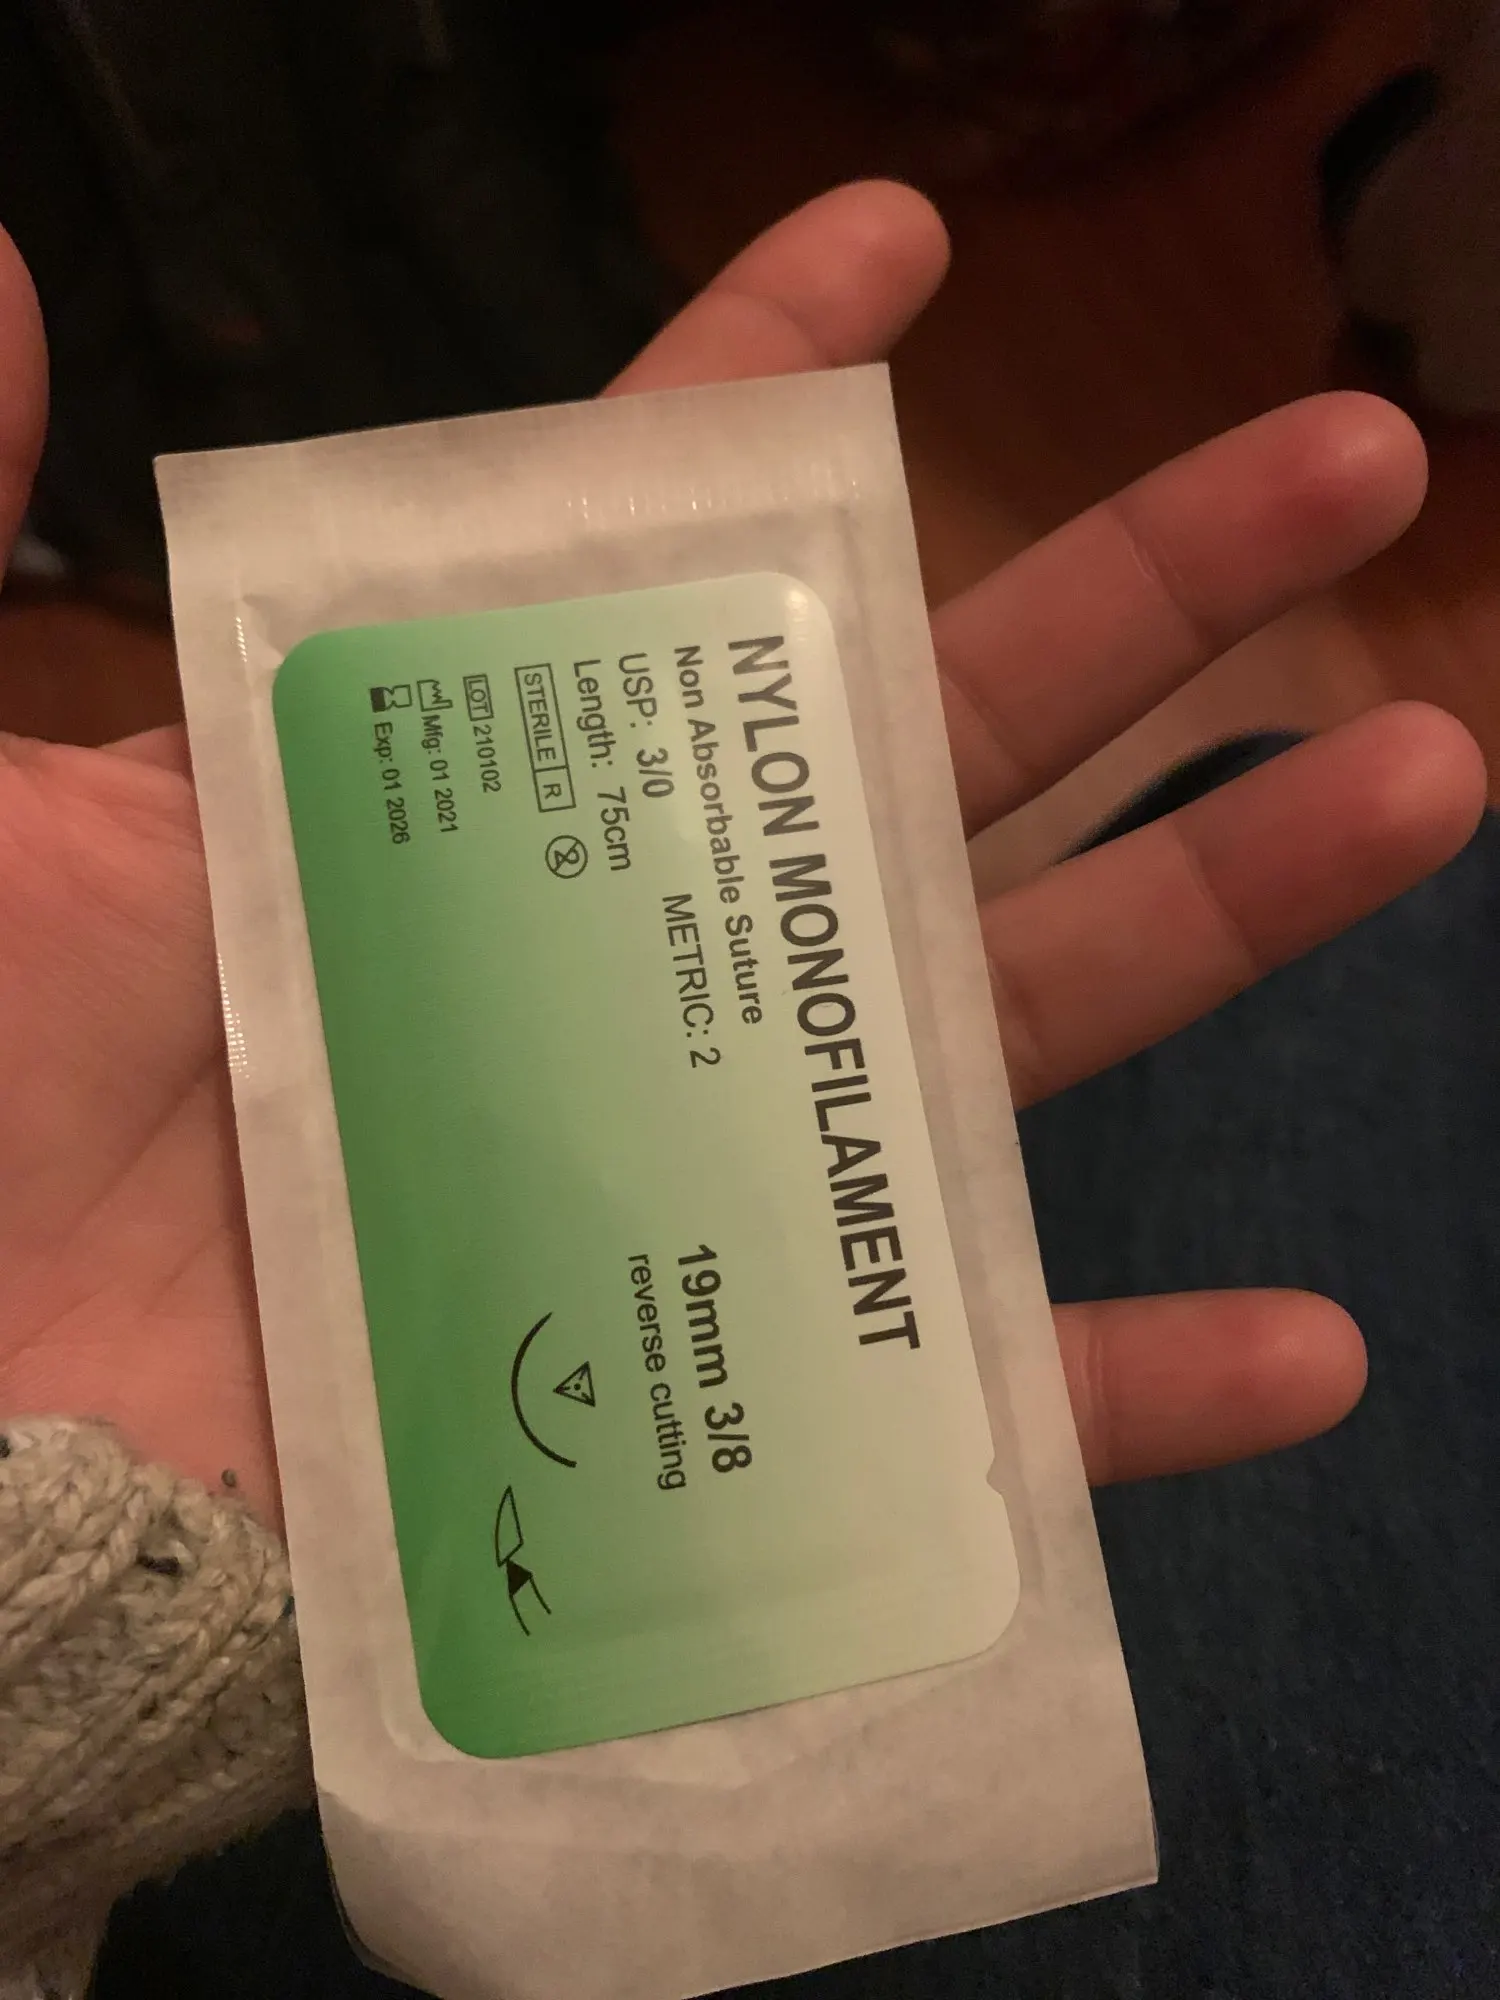 NYLON MONOFILAMENT
Non Absorbable Suture
USP: 3/0 METRIC: 2
Length: 75cm
19mm 3/8
reverse cutting
STERILE R
2
LOT 210102
Mfg: 01 2021
Exp: 01 2026